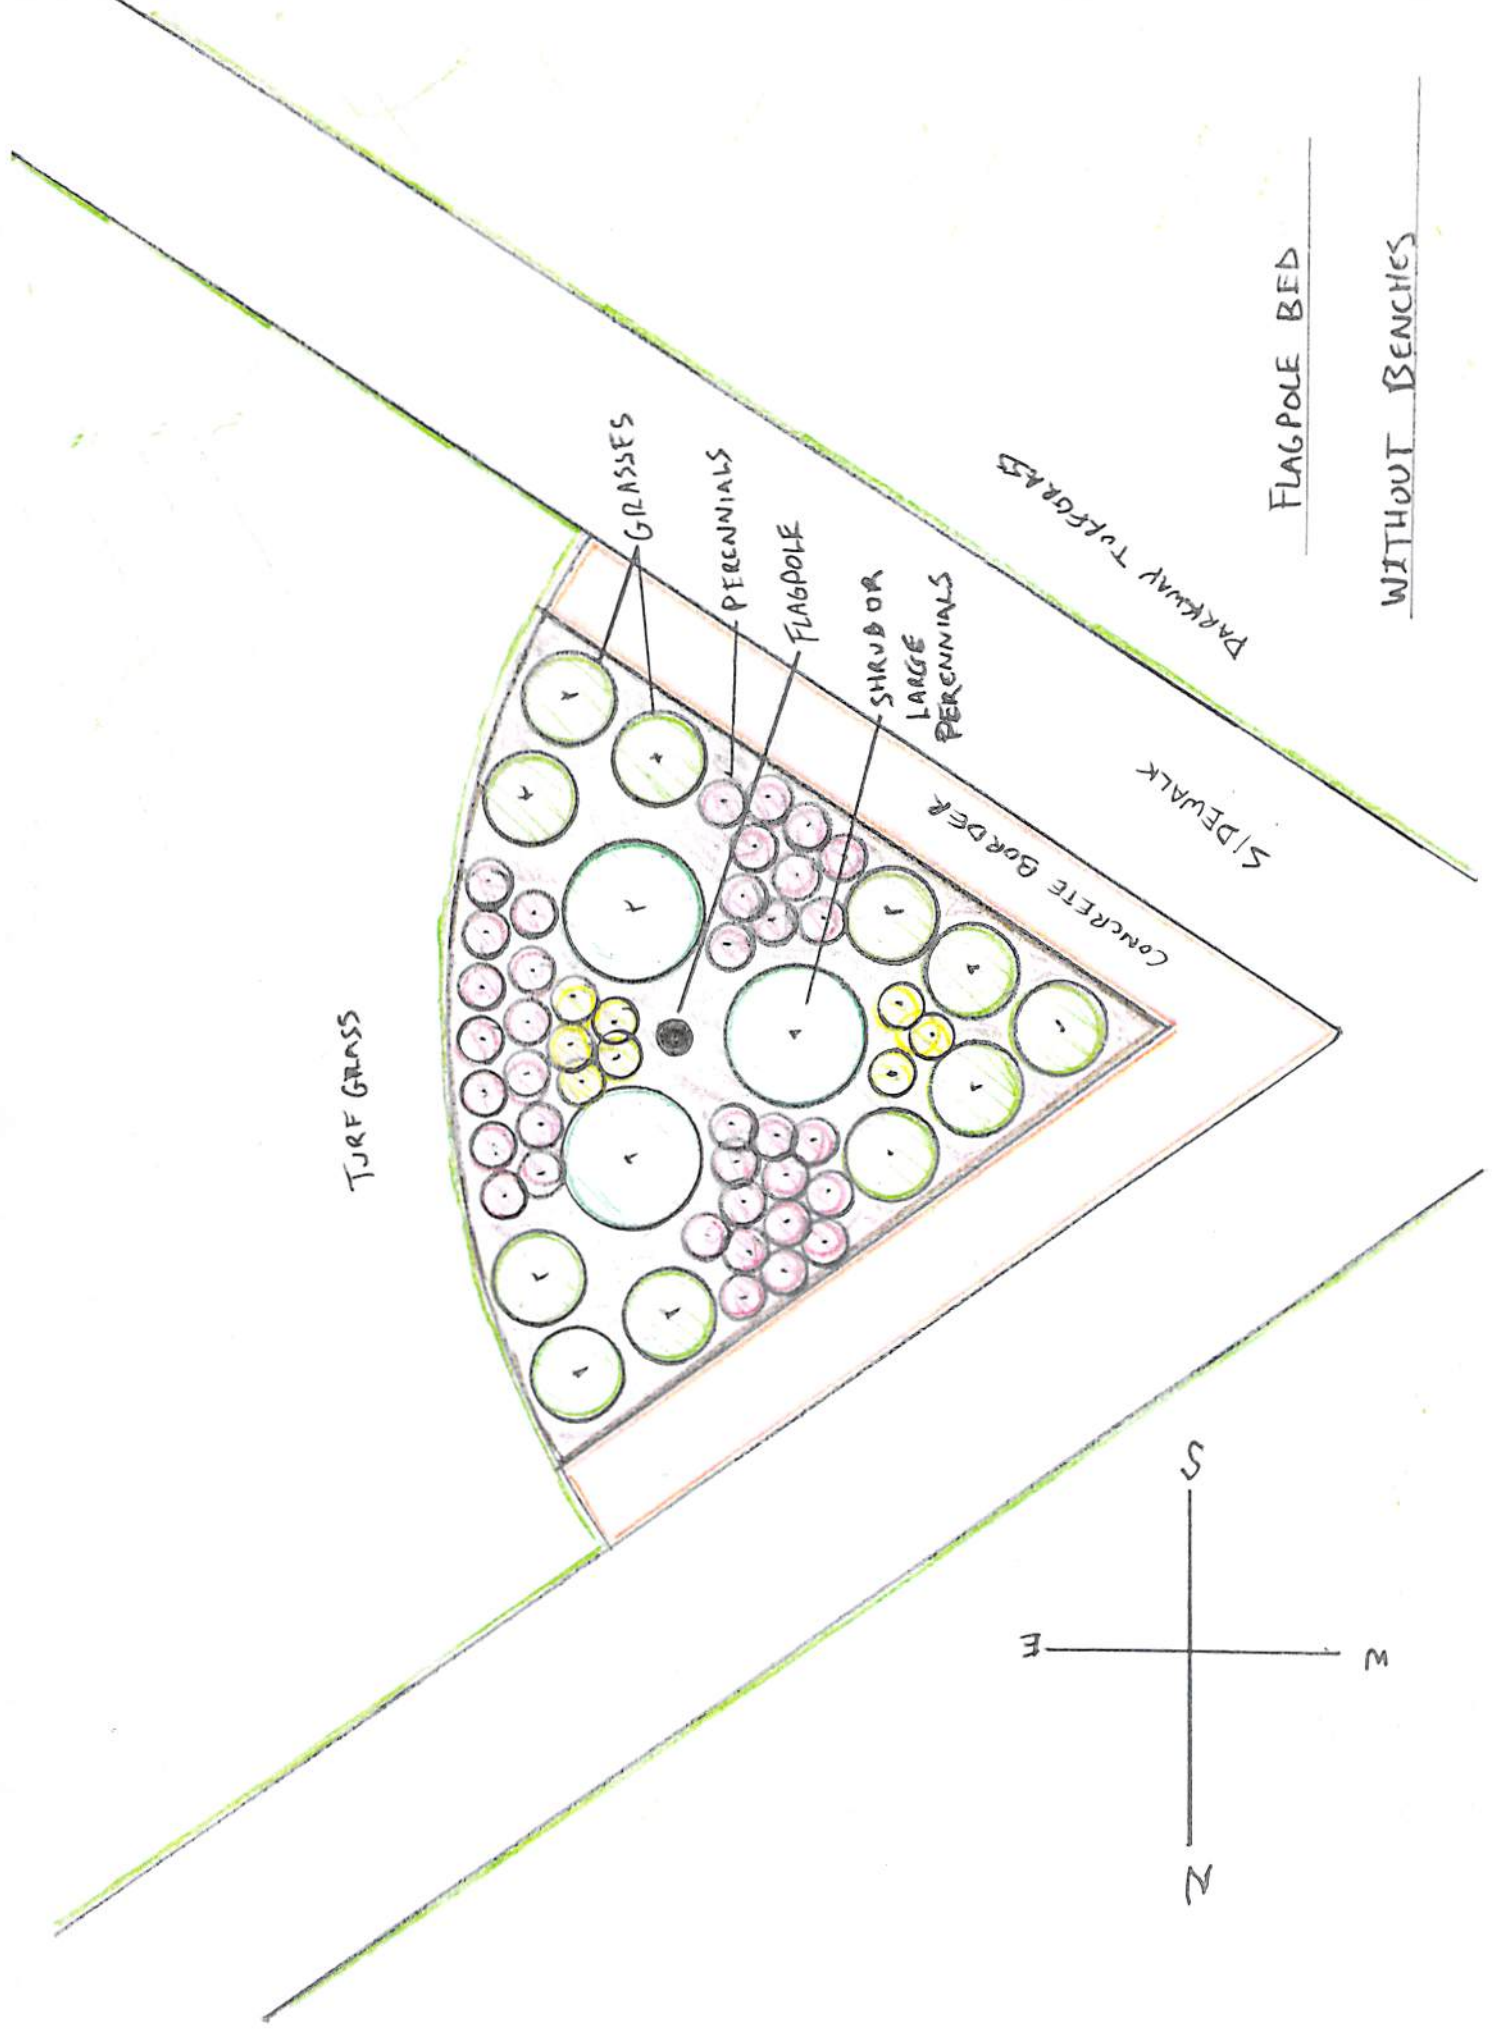 TURF GRASS
GRASSES
PERENNIALS
FLAGPOLE
SHRUB OR
LARGE
PERENNIALS
CONCRETE BORDER
SIDEWALK
PARKWAY TURFGRASS
FLAGPOLE BED
WITHOUT BENCHES
N
S
E
W